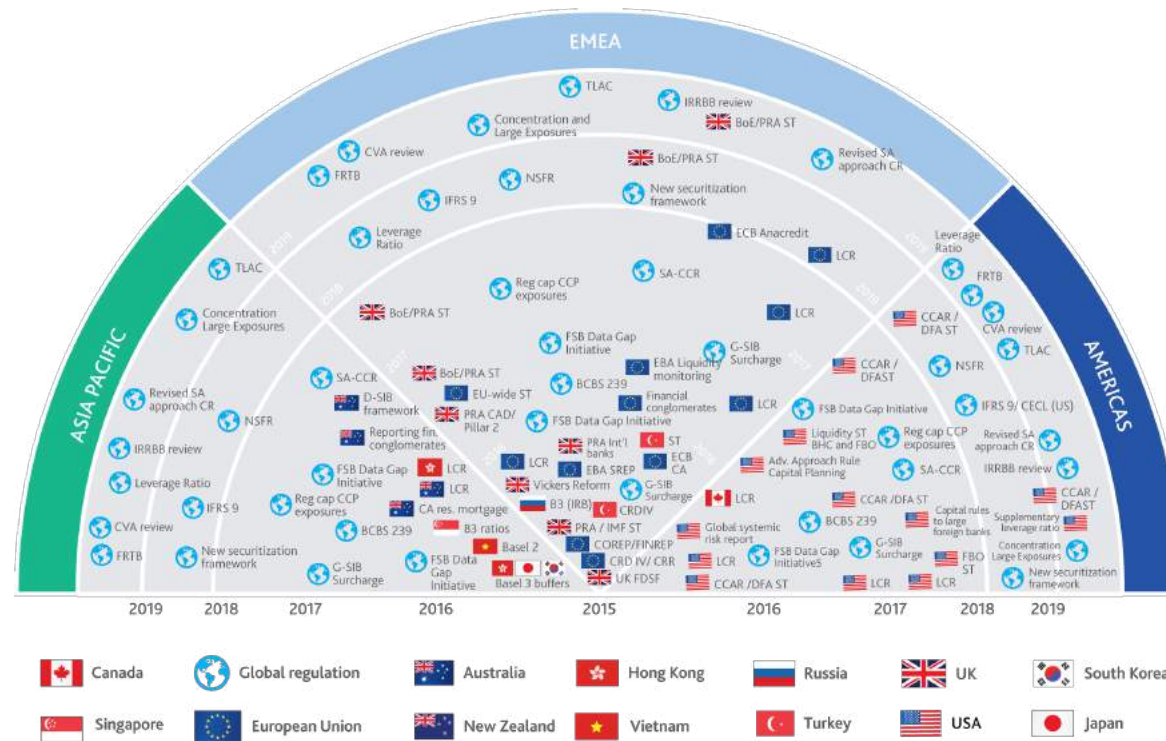 EMEA
ASIA PACIFIC
AMERICAS
TLAC
IRRBB review
BoE/PRA ST
Concentration and
Large Exposures
CVA review
FRTB
BoE/PRA ST
Revised SA
approach CR
NSFR
IFRS 9
New securitization
framework
Leverage
Ratio
ECB Anacredit
LCR
SA-CCR
Reg cap CCP
exposures
BoE/PRA ST
LCR
FSB Data Gap
Initiative
G-SIB
Surcharge
EBA Liquidity
monitoring
BoE/PRA ST
EU-wide ST
BCBS 239
PRA CAD/
Pillar 2
Financial
conglomerates
LCR
FSB Data Gap Initiative
PRA Int'l
banks
ST
LCR
EBA SREP
ECB
CA
Vickers Reform
G-SIB
Surcharge
B3 (IRB)
CRDIV
PRA / IMF ST
COREP/FINREP
CRD IV/ CRR
UK FDSF
TLAC
Concentration
Large Exposures
SA-CCR
D-SIB
framework
Revised SA
approach CR
NSFR
Reporting fin.
conglomerates
IRRBB review
FSB Data Gap
Initiative
LCR
Leverage Ratio
LCR
IFRS 9
Reg cap CCP
exposures
CA res. mortgage
CVA review
BCBS 239
B3 ratios
Basel 2
FRTB
New securitization
framework
G-SIB
Surcharge
FSB Data
Gap
Initiative
Basel 3 buffers
Leverage
Ratio
FRTB
CVA review
CCAR /
DFA ST
TLAC
CCAR /
DFAST
NSFR
FSB Data Gap Initiative
IFRS 9/ CECL (US)
Liquidity ST
BHC and FBO
Reg cap CCP
exposures
Revised SA
approach CR
Adv. Approach Rule
Capital Planning
SA-CCR
IRRBB review
LCR
CCAR /DFA ST
CCAR /
DFAST
Global systemic
risk report
BCBS 239
Capital rules
to large
foreign banks
Supplementary
leverage ratio
LCR
FSB Data Gap
Initiative5
G-SIB
Surcharge
FBO
ST
Concentration
Large Exposures
CCAR /DFA ST
LCR
LCR
New securitization
framework
2019
2018
2017
2016
2015
2016
2017
2018
2019
Canada
Global regulation
Australia
Hong Kong
Russia
UK
South Korea
Singapore
European Union
New Zealand
Vietnam
Turkey
USA
Japan